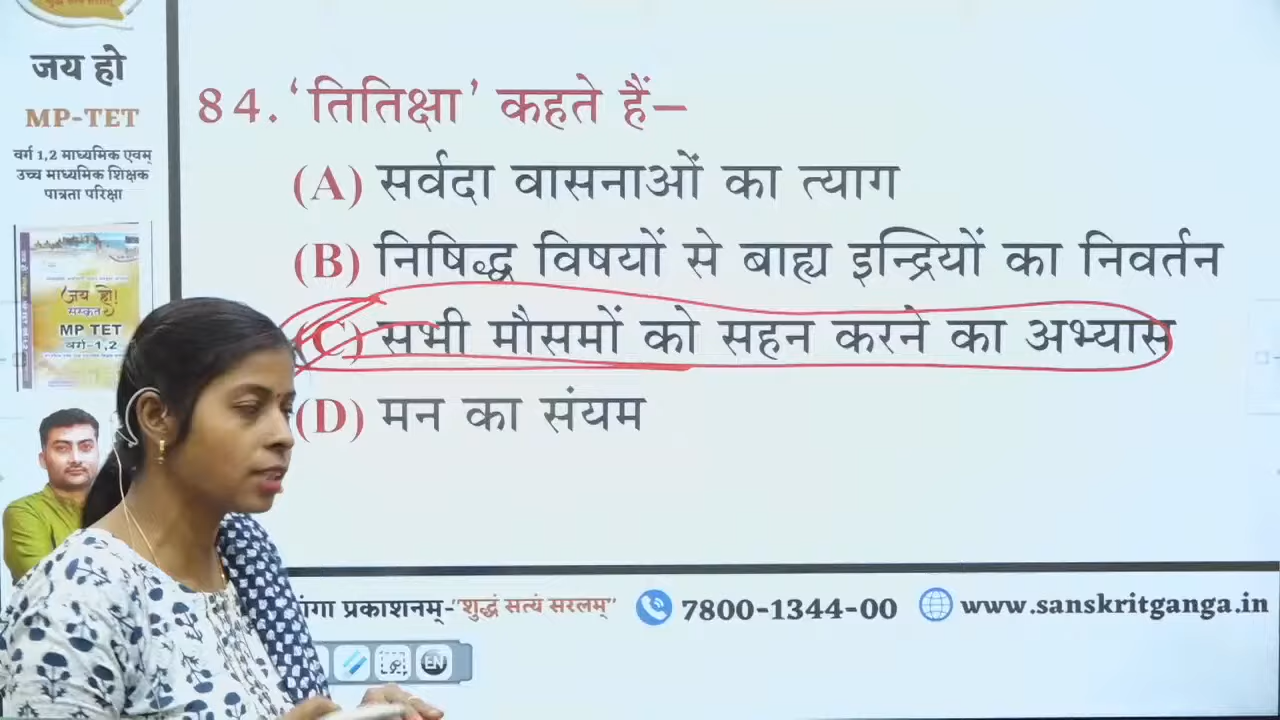 जय हो
MP-TET
वर्ग 1,2 माध्यमिक एवम्
उच्च माध्यमिक शिक्षक
पात्रता परिक्षा
जय हो!
संस्कृत
MP TET
वर्ग-1,2
84. ‘तितिक्षा’ कहते हैं–
(A) सर्वदा वासनाओं का त्याग
(B) निषिद्ध विषयों से बाह्य इन्द्रियों का निवर्तन
(C) सभी मौसमों को सहन करने का अभ्यास
(D) मन का संयम
गंगा प्रकाशनम्-"शुद्धं सत्यं सरलम्" 7800-1344-00 www.sanskritganga.in
EN